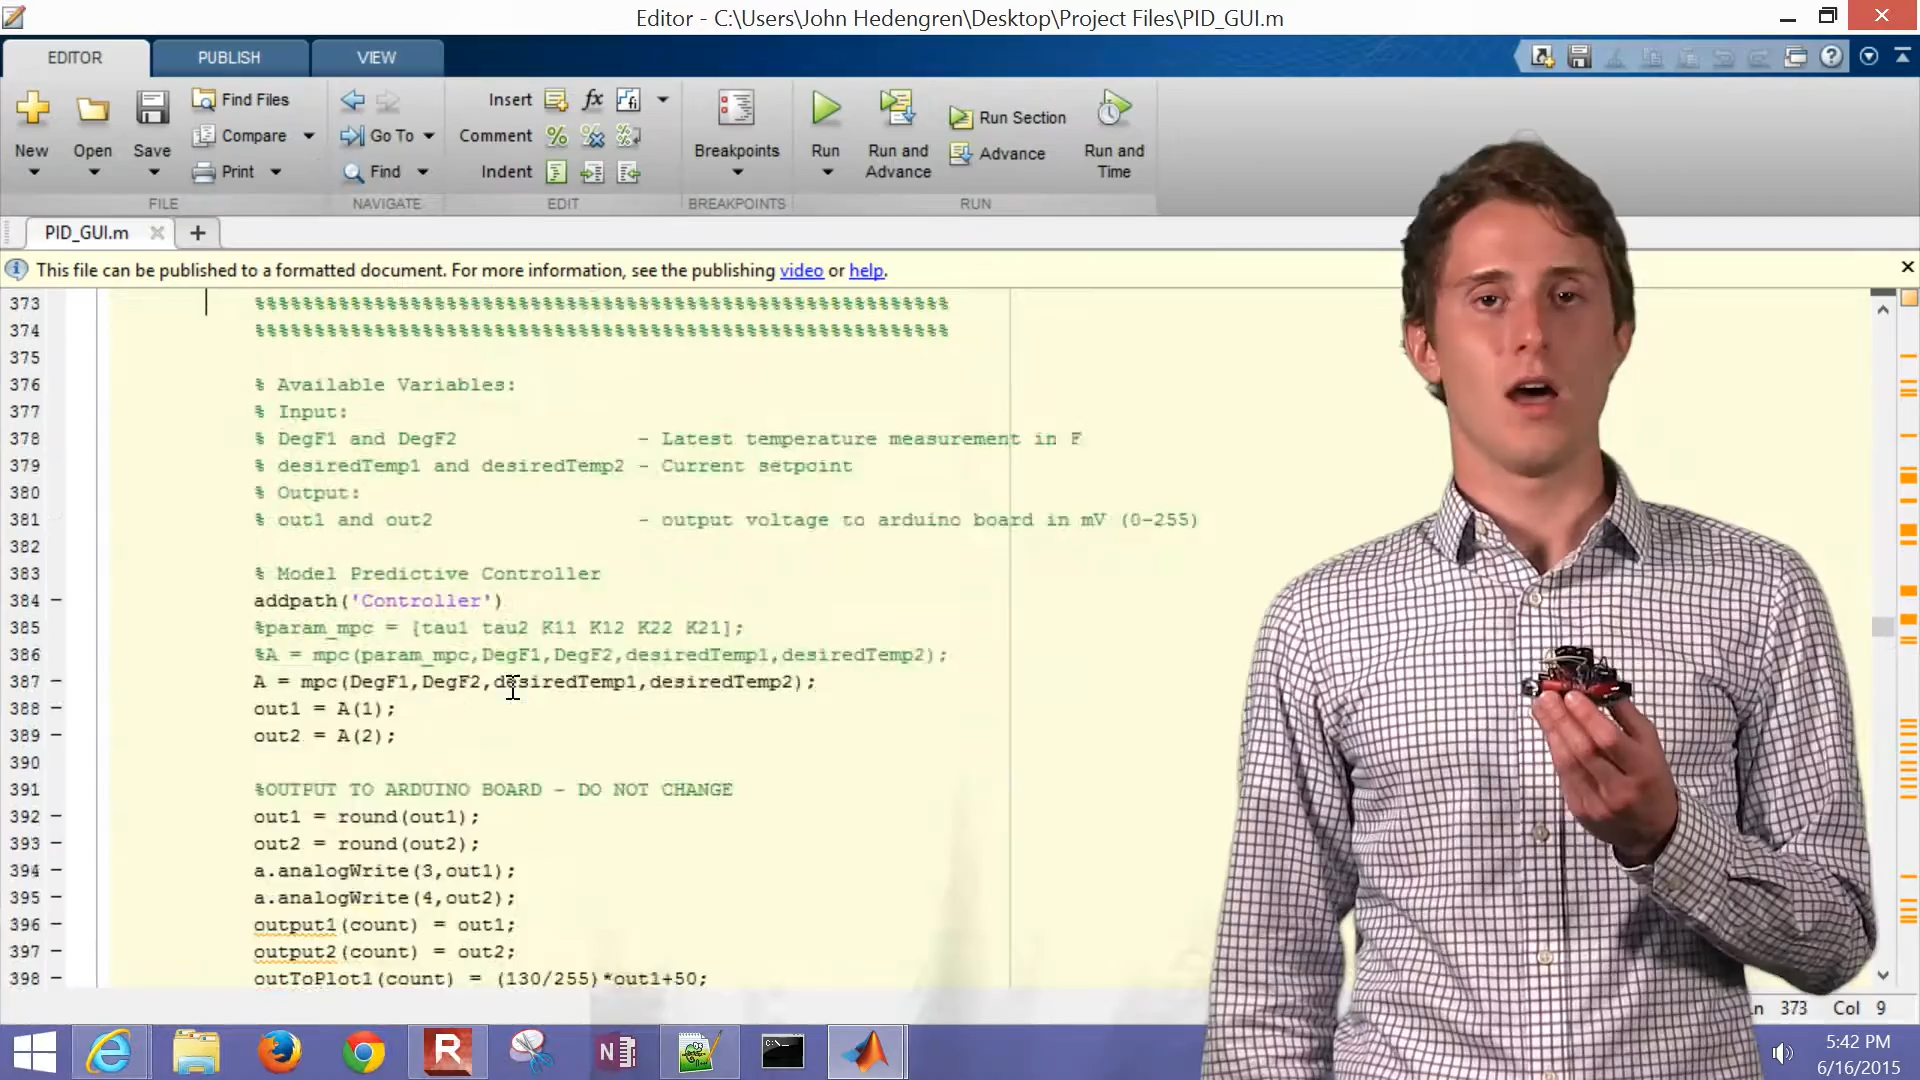 Editor - C:\Users\John Hedengren\Desktop\Project Files\PID_GUI.m
EDITOR PUBLISH VIEW
New Open Save Find Files Compare Print
Go To Find
Insert fx Comment % Indent
Breakpoints
Run Run and Advance Run Section Advance Run and Time
FILE NAVIGATE EDIT BREAKPOINTS RUN
PID_GUI.m
This file can be published to a formatted document. For more information, see the publishing video or help.
373 %%%%%%%%%%%%%%%%%%%%%%%%%%%%%%%%%%%%%%%%%%%%%%%%%%%%%%%%%%
374 %%%%%%%%%%%%%%%%%%%%%%%%%%%%%%%%%%%%%%%%%%%%%%%%%%%%%%%%%%
375
376 % Available Variables:
377 % Input:
378 % DegF1 and DegF2 - Latest temperature measurement in F
379 % desiredTemp1 and desiredTemp2 - Current setpoint
380 % Output:
381 % out1 and out2 - output voltage to arduino board in mV (0-255)
382
383 % Model Predictive Controller
384 - addpath('Controller')
385 %param_mpc = [tau1 tau2 K11 K12 K22 K21];
386 %A = mpc(param_mpc,DegF1,DegF2,desiredTemp1,desiredTemp2);
387 - A = mpc(DegF1,DegF2,desiredTemp1,desiredTemp2);
388 - out1 = A(1);
389 - out2 = A(2);
390
391 %OUTPUT TO ARDUINO BOARD - DO NOT CHANGE
392 - out1 = round(out1);
393 - out2 = round(out2);
394 - a.analogWrite(3,out1);
395 - a.analogWrite(4,out2);
396 - output1(count) = out1;
397 - output2(count) = out2;
398 - outToPlot1(count) = (130/255)*out1+50;
373 Col 9
5:42 PM
6/16/2015